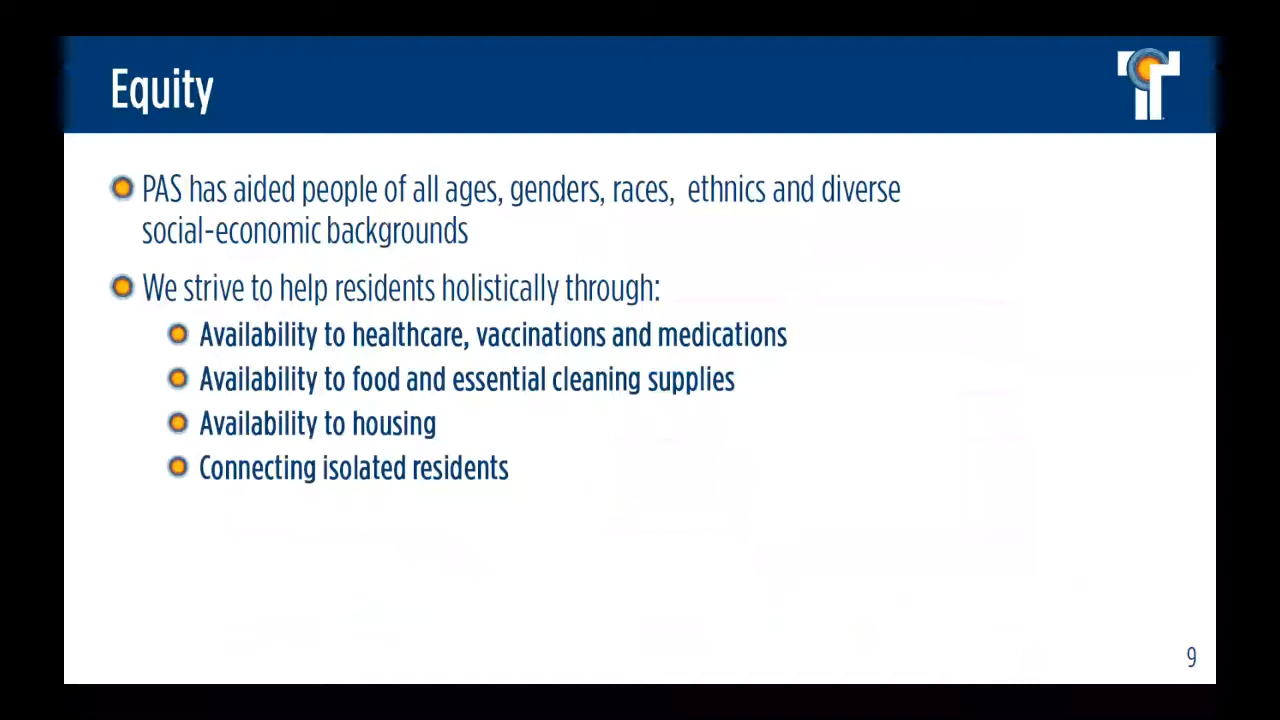 Equity
PAS has aided people of all ages, genders, races, ethnics and diverse
social-economic backgrounds
We strive to help residents holistically through:
Availability to healthcare, vaccinations and medications
Availability to food and essential cleaning supplies
Availability to housing
Connecting isolated residents
9